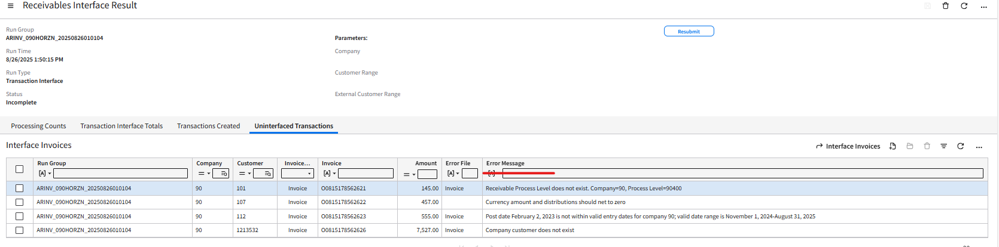 Receivables Interface Result
Run Group
ARINV_090HORZN_20250826010104
Parameters:
Resubmit
Run Time
8/26/2025 1:50:15 PM
Company
Run Type
Transaction Interface
Customer Range
Status
Incomplete
External Customer Range
Processing Counts Transaction Interface Totals Transactions Created Uninterfaced Transactions
Interface Invoices
Interface Invoices
Run Group Company Customer Invoice... Invoice Amount Error File Error Message
[A] = = [A] = [A] [A]
ARINV_090HORZN_20250826010104 90 101 Invoice O0815178562621 145.00 Invoice Receivable Process Level does not exist. Company=90, Process Level=90400
ARINV_090HORZN_20250826010104 90 107 Invoice O0815178562622 457.00 Currency amount and distributions should net to zero
ARINV_090HORZN_20250826010104 90 112 Invoice O0815178562623 555.00 Invoice Post date February 2, 2023 is not within valid entry dates for company 90; valid date range is November 1, 2024-August 31, 2025
ARINV_090HORZN_20250826010104 90 1213532 Invoice O0815178562626 7,527.00 Invoice Company customer does not exist